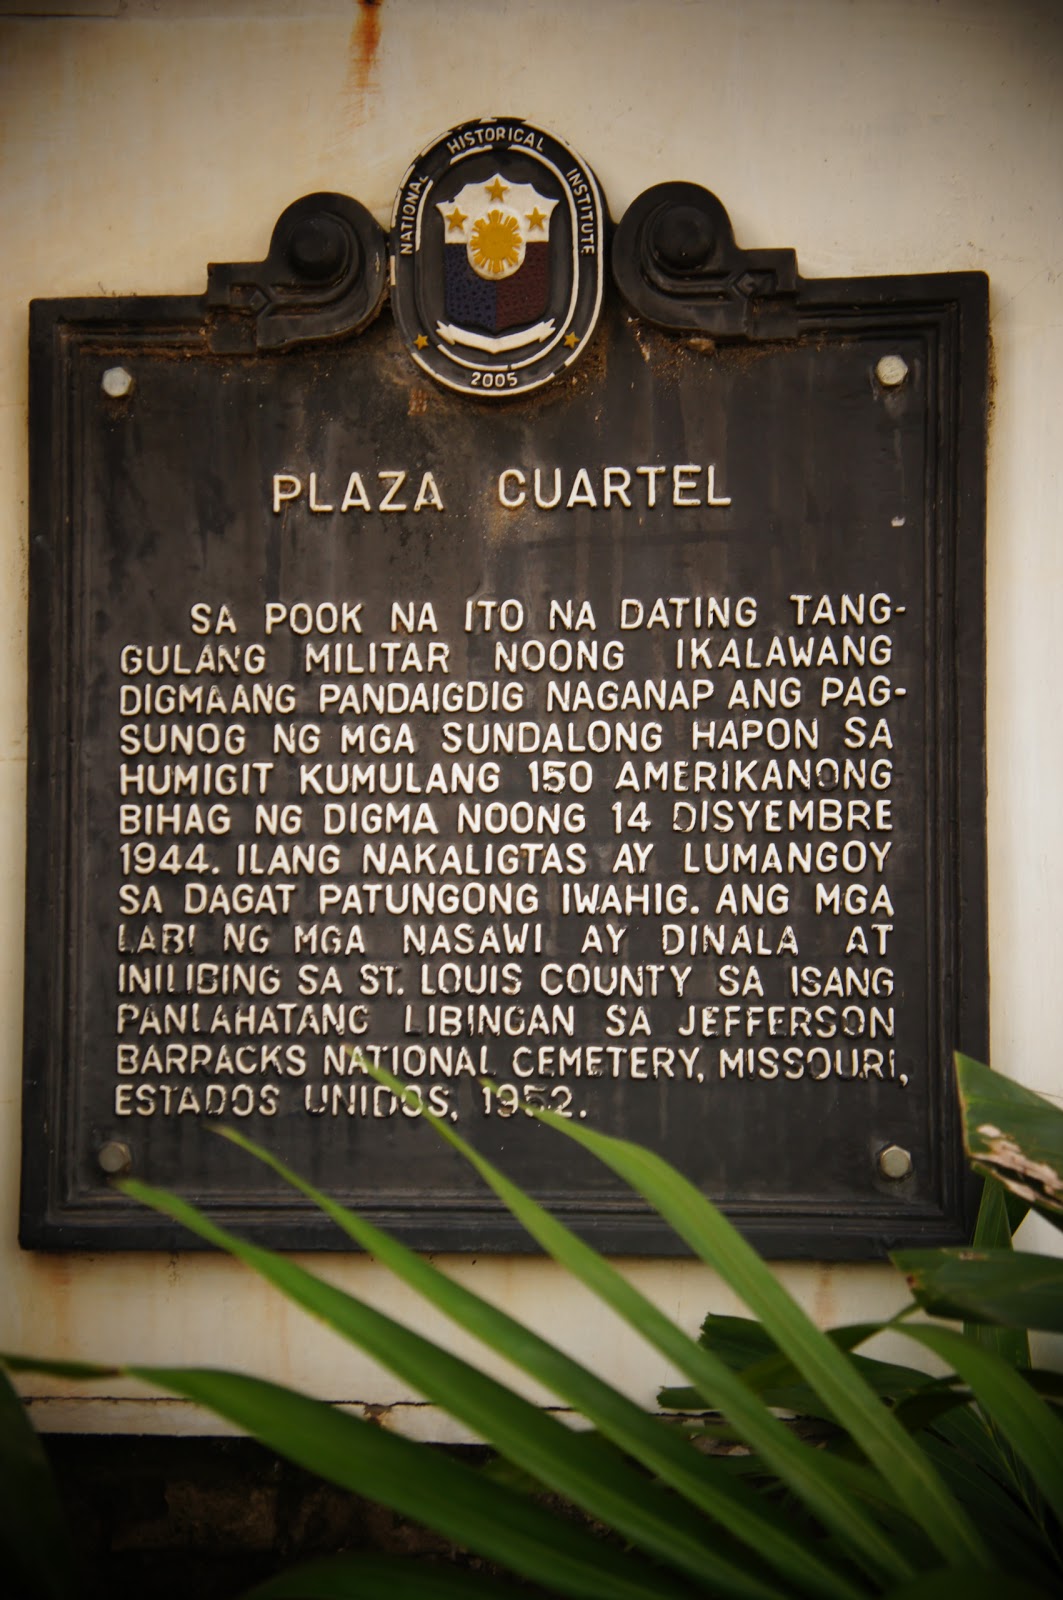 NATIONAL HISTORICAL INSTITUTE
2005
PLAZA CUARTEL
SA POOK NA ITO NA DATING TANG-
GULANG MILITAR NOONG IKALAWANG
DIGMAANG PANDAIGDIG NAGANAP ANG PAG-
SUNOG NG MGA SUNDALONG HAPON SA
HUMIGIT KUMULANG 150 AMERIKANONG
BIHAG NG DIGMA NOONG 14 DISYEMBRE
1944. ILANG NAKALIGTAS AY LUMANGOY
SA DAGAT PATUNGONG IWAHIG. ANG MGA
LABI NG MGA NASAWI AY DINALA AT
INILIBING SA ST. LOUIS COUNTY SA ISANG
PANLAHATANG LIBINGAN SA JEFFERSON
BARRACKS NATIONAL CEMETERY, MISSOURI,
ESTADOS UNIDOS, 1952.